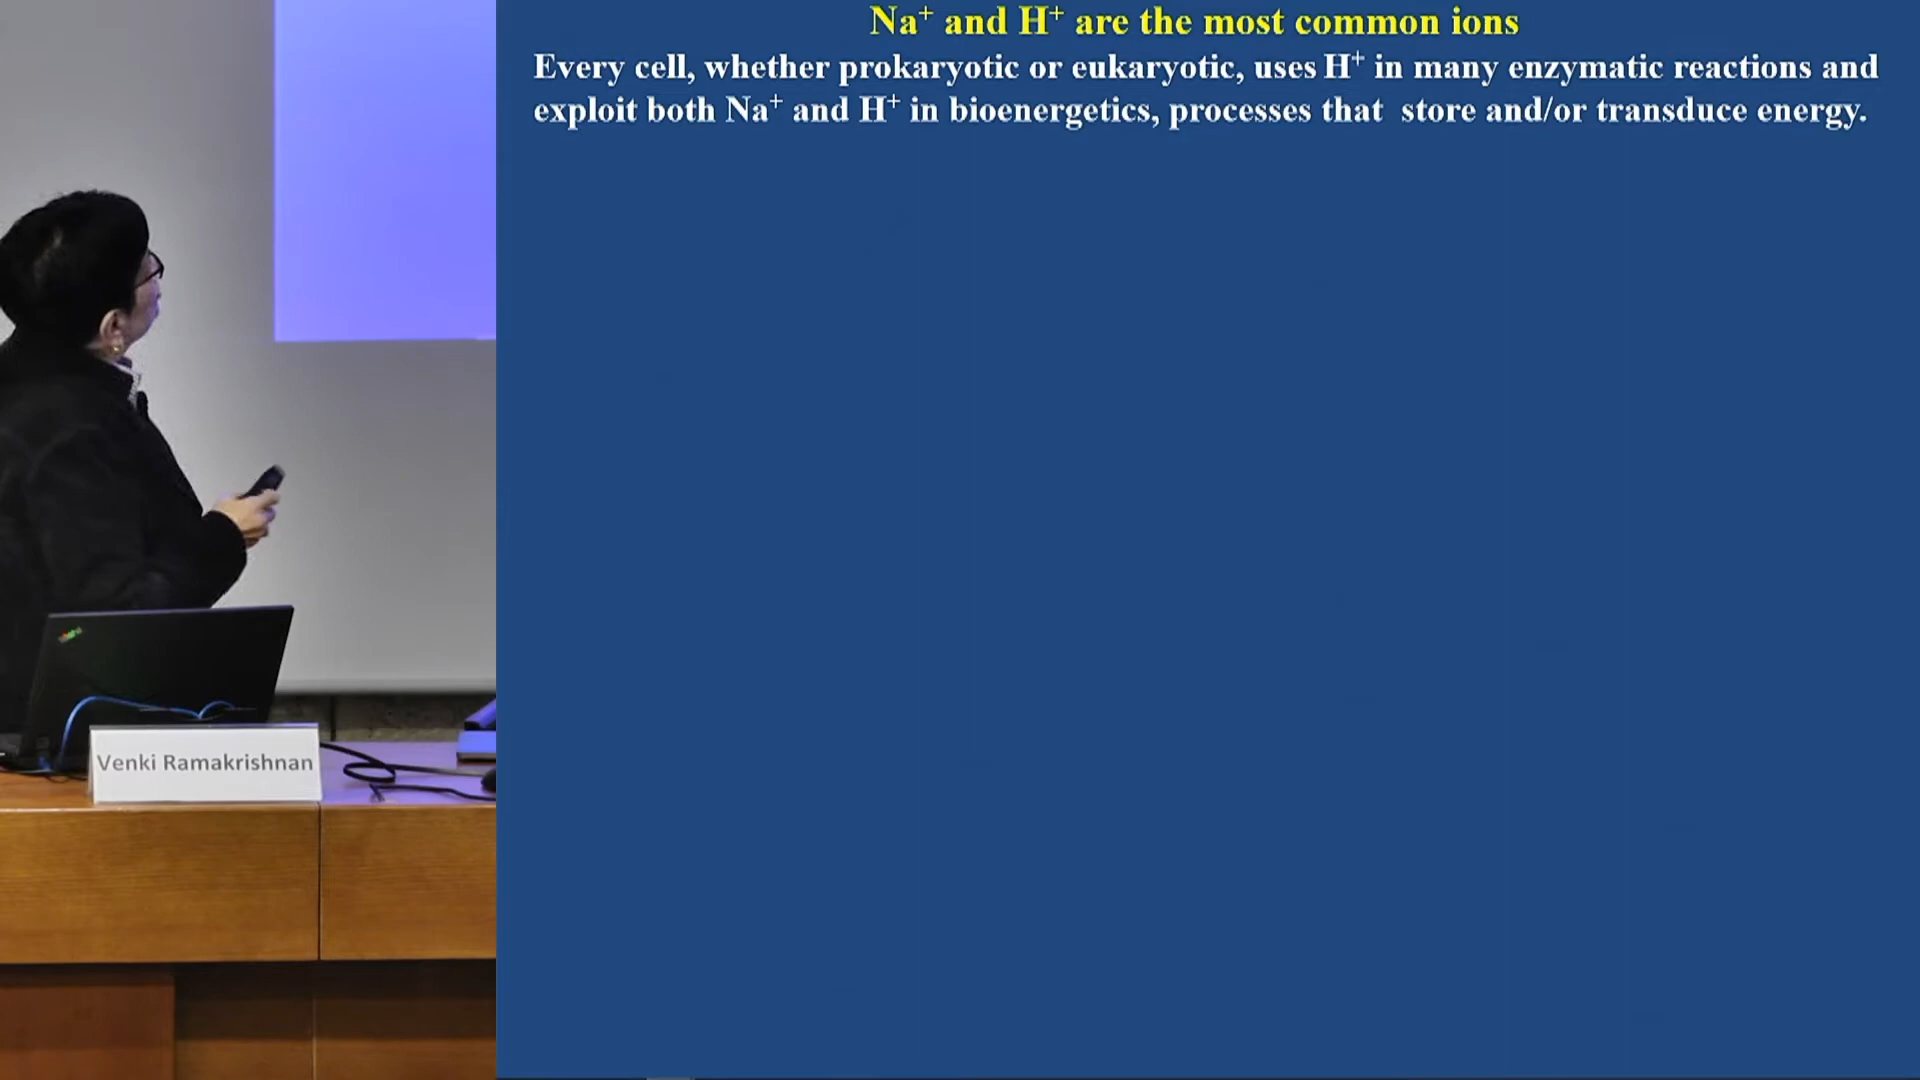 Na⁺ and H⁺ are the most common ions
Every cell, whether prokaryotic or eukaryotic, uses H⁺ in many enzymatic reactions and
exploit both Na⁺ and H⁺ in bioenergetics, processes that store and/or transduce energy.
Venki Ramakrishnan